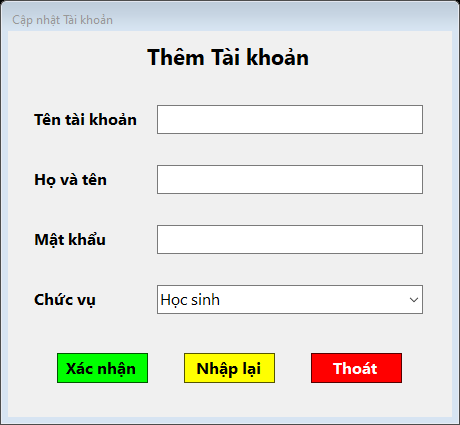 Cập nhật Tài khoản
Thêm Tài khoản
Tên tài khoản
Họ và tên
Mật khẩu
Chức vụ
Học sinh
Xác nhận
Nhập lại
Thoát